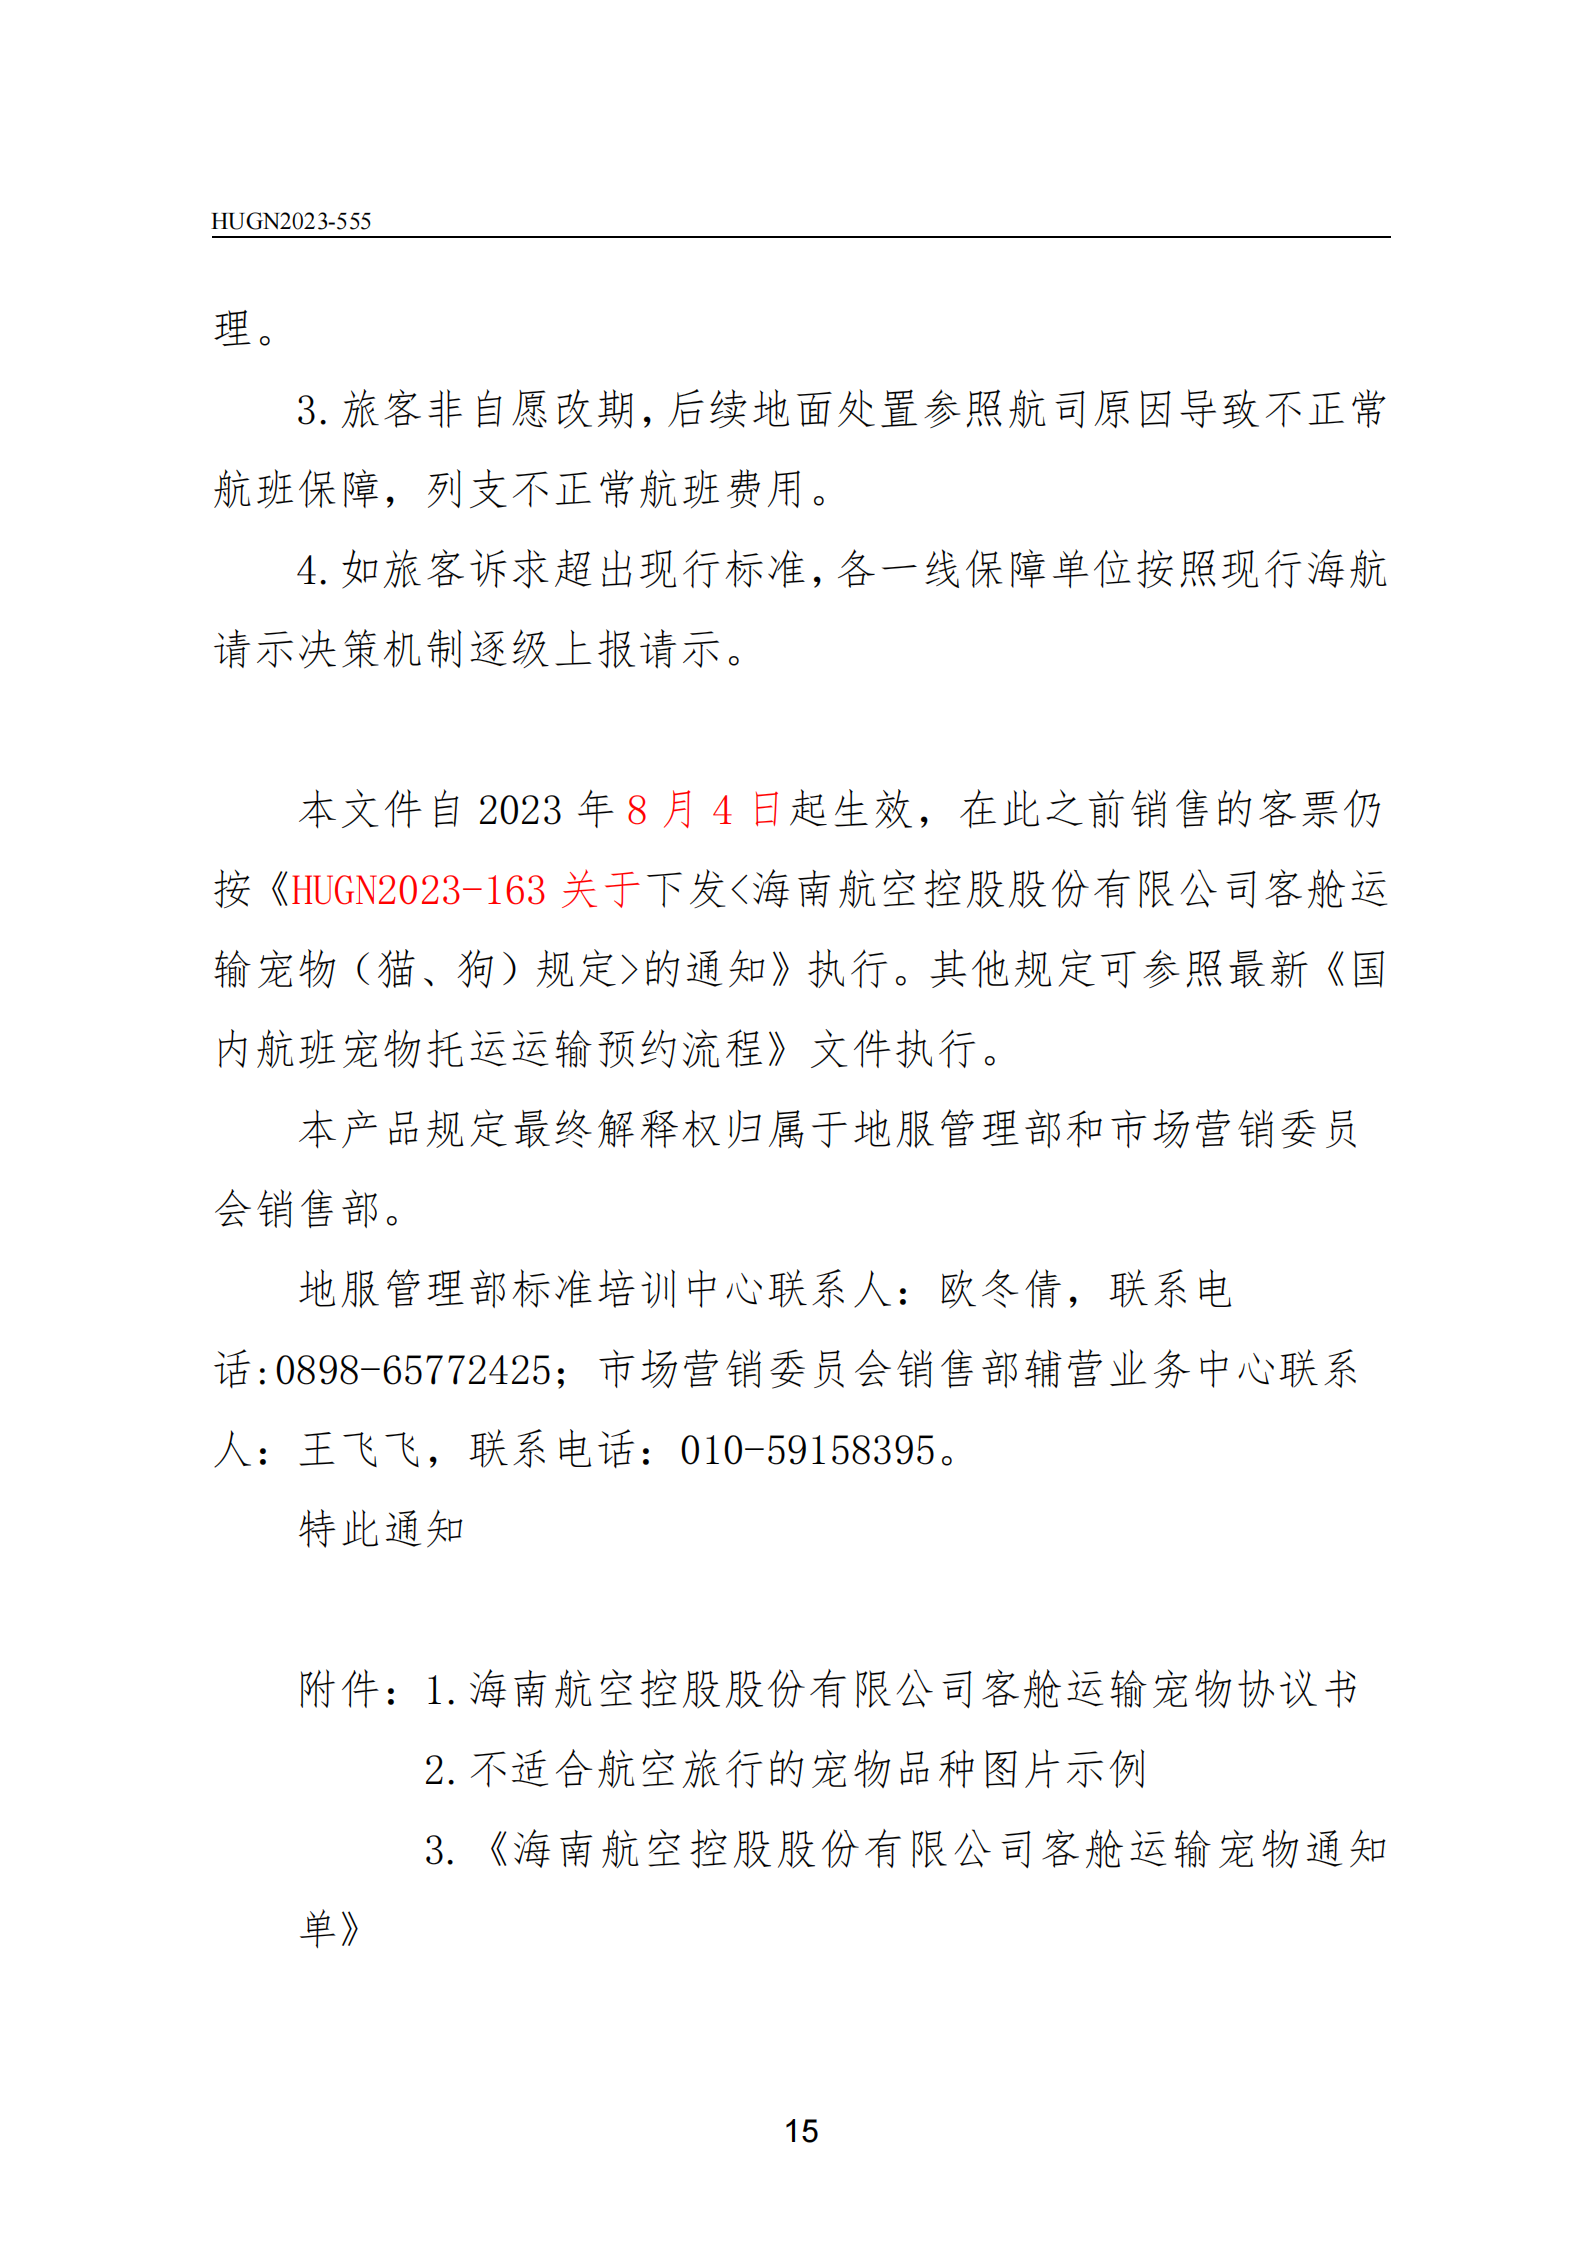 HUGN2023-555
理。
3.旅客非自愿改期，后续地面处置参照航司原因导致不正常
航班保障，列支不正常航班费用。
4.如旅客诉求超出现行标准，各一线保障单位按照现行海航
请示决策机制逐级上报请示。
本文件自 2023 年 8 月 4 日起生效，在此之前销售的客票仍
按《HUGN2023-163 关于下发<海南航空控股股份有限公司客舱运
输宠物（猫、狗）规定>的通知》执行。其他规定可参照最新《国
内航班宠物托运运输预约流程》文件执行。
本产品规定最终解释权归属于地服管理部和市场营销委员
会销售部。
地服管理部标准培训中心联系人：欧冬倩，联系电
话:0898-65772425；市场营销委员会销售部辅营业务中心联系
人：王飞飞，联系电话：010-59158395。
特此通知
附件：1.海南航空控股股份有限公司客舱运输宠物协议书
2.不适合航空旅行的宠物品种图片示例
3.《海南航空控股股份有限公司客舱运输宠物通知
单》
15